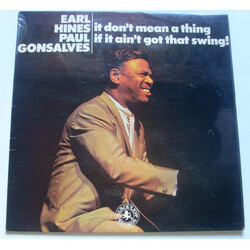 EARL
HINES
PAUL
GONSALVES
it don't mean a thing
if it ain't got that swing!